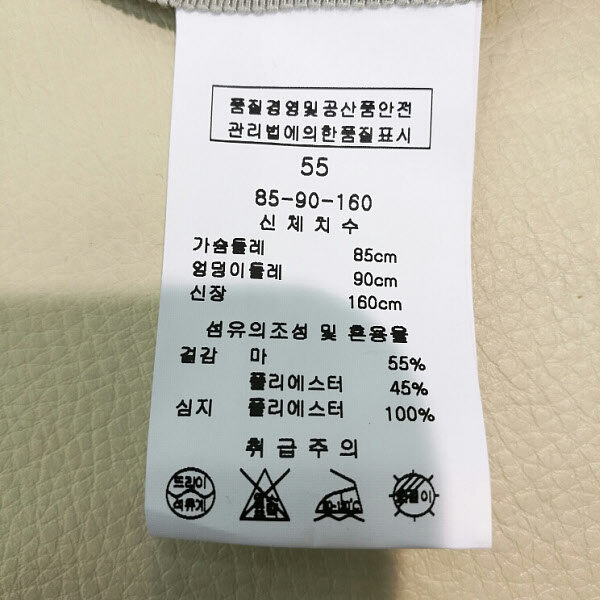 품질경영및공산품안전
관리법에의한품질표시
55
85-90-160
신체치수
가슴둘레 85cm
엉덩이둘레 90cm
신장 160cm
섬유의조성 및 혼용율
겉감 마 55%
폴리에스터 45%
심지 폴리에스터 100%
취급주의
드라이
석유계